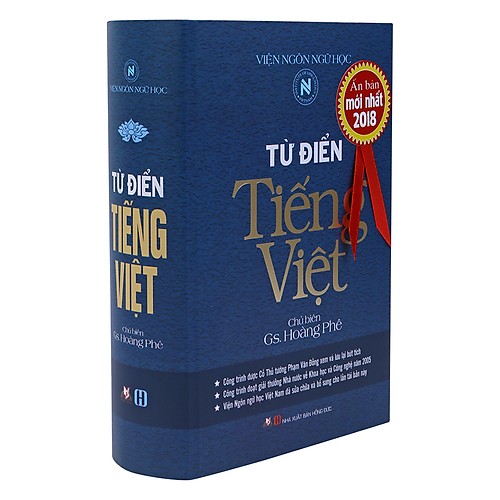 VIỆN NGÔN NGỮ HỌC
TỪ ĐIỂN
TIẾNG
VIỆT
Chủ biên
Gs. Hoàng Phê
H
VIỆN NGÔN NGỮ HỌC
N
Ấn bản
mới nhất
2018
TỪ ĐIỂN
Tiếng
Việt
Chủ biên
Gs. Hoàng Phê
★ Công trình được Cố Thủ tướng Phạm Văn Đồng xem và lưu lại bút tích
★ Công trình đoạt giải thưởng Nhà nước về Khoa học và Công nghệ năm 2005
★ Viện Ngôn ngữ học Việt Nam đã sửa chữa và bổ sung cho lần tái bản này
H NHÀ XUẤT BẢN HỒNG ĐỨC